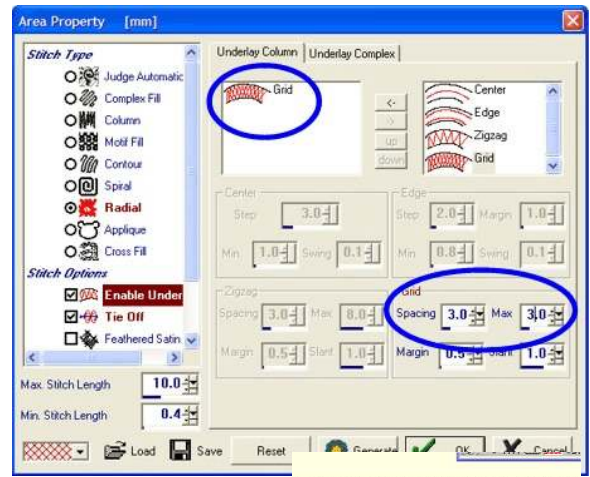 Area Property [mm]
Stitch Type
Judge Automatic
Complex Fill
Column
Motif Fill
Contour
Spiral
Radial
Applique
Cross Fill
Stitch Options
Enable Under
Tie Off
Feathered Satin
Max. Stitch Length 10.0
Min. Stitch Length 0.4
Underlay Column Underlay Complex
Grid
<-
->
up
down
Center
Edge
Zigzag
Grid
Center
Step 3.0
Min. 1.0 Swing 0.1
Edge
Step 2.0 Margin 1.0
Min. 0.8 Swing 0.1
Zigzag
Spacing 3.0 Max 8.0
Margin 0.5 Slant 1.0
Grid
Spacing 3.0 Max 3.0
Margin 0.5 Slant 1.0
Load Save Reset Generate OK Cancel